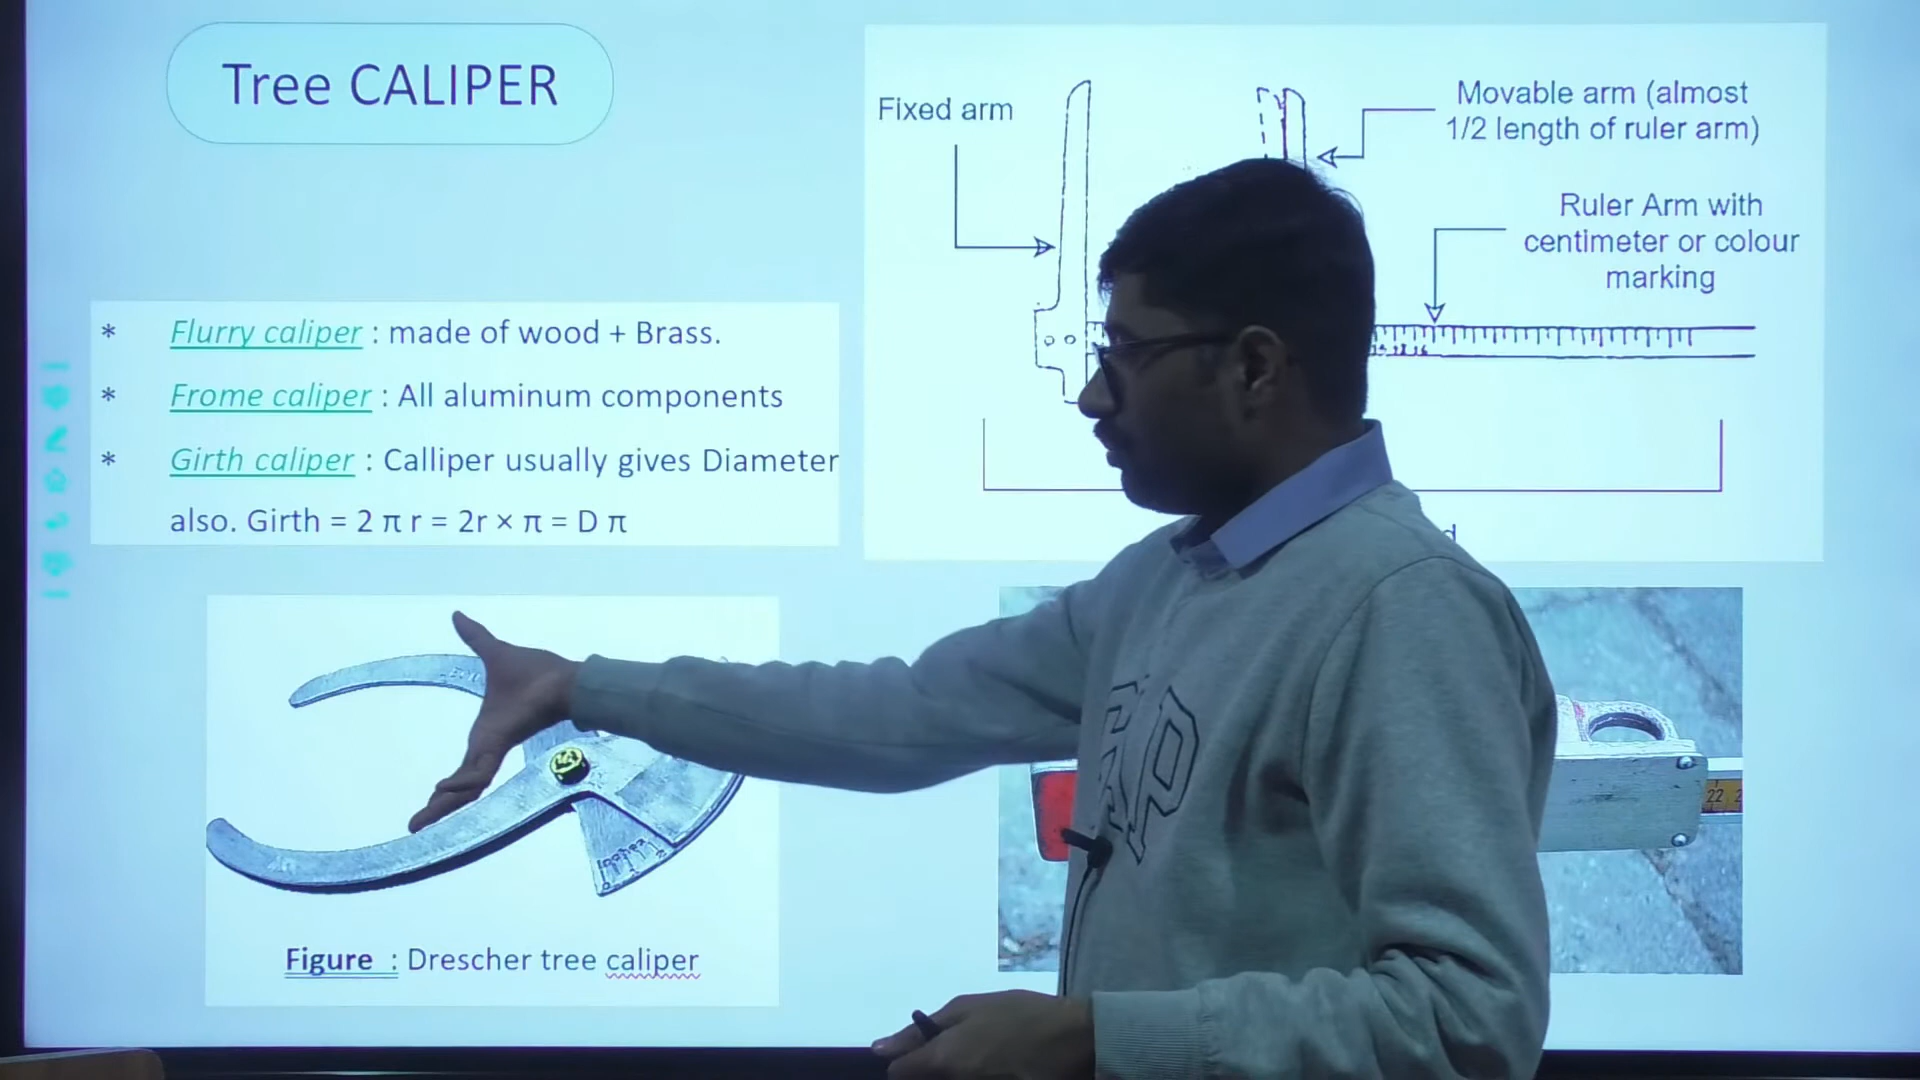 Tree CALIPER
Fixed arm
Movable arm (almost
1/2 length of ruler arm)
Ruler Arm with
centimeter or colour
marking
* Flurry caliper : made of wood + Brass.
* Frome caliper : All aluminum components
* Girth caliper : Calliper usually gives Diameter
also. Girth = 2 π r = 2r × π = D π
22
Figure : Drescher tree caliper